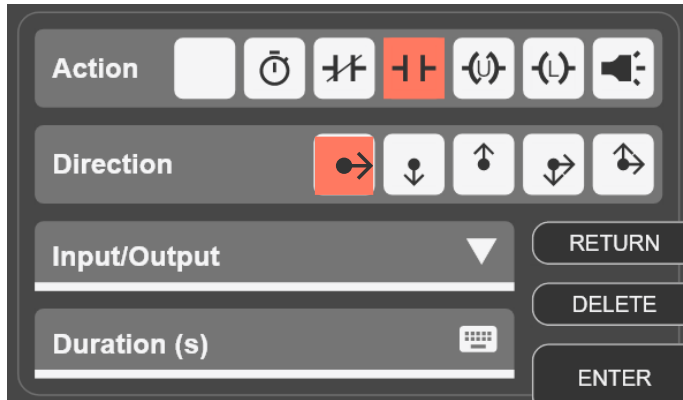 Action
U
L
Direction
Input/Output
RETURN
DELETE
Duration (s)
ENTER